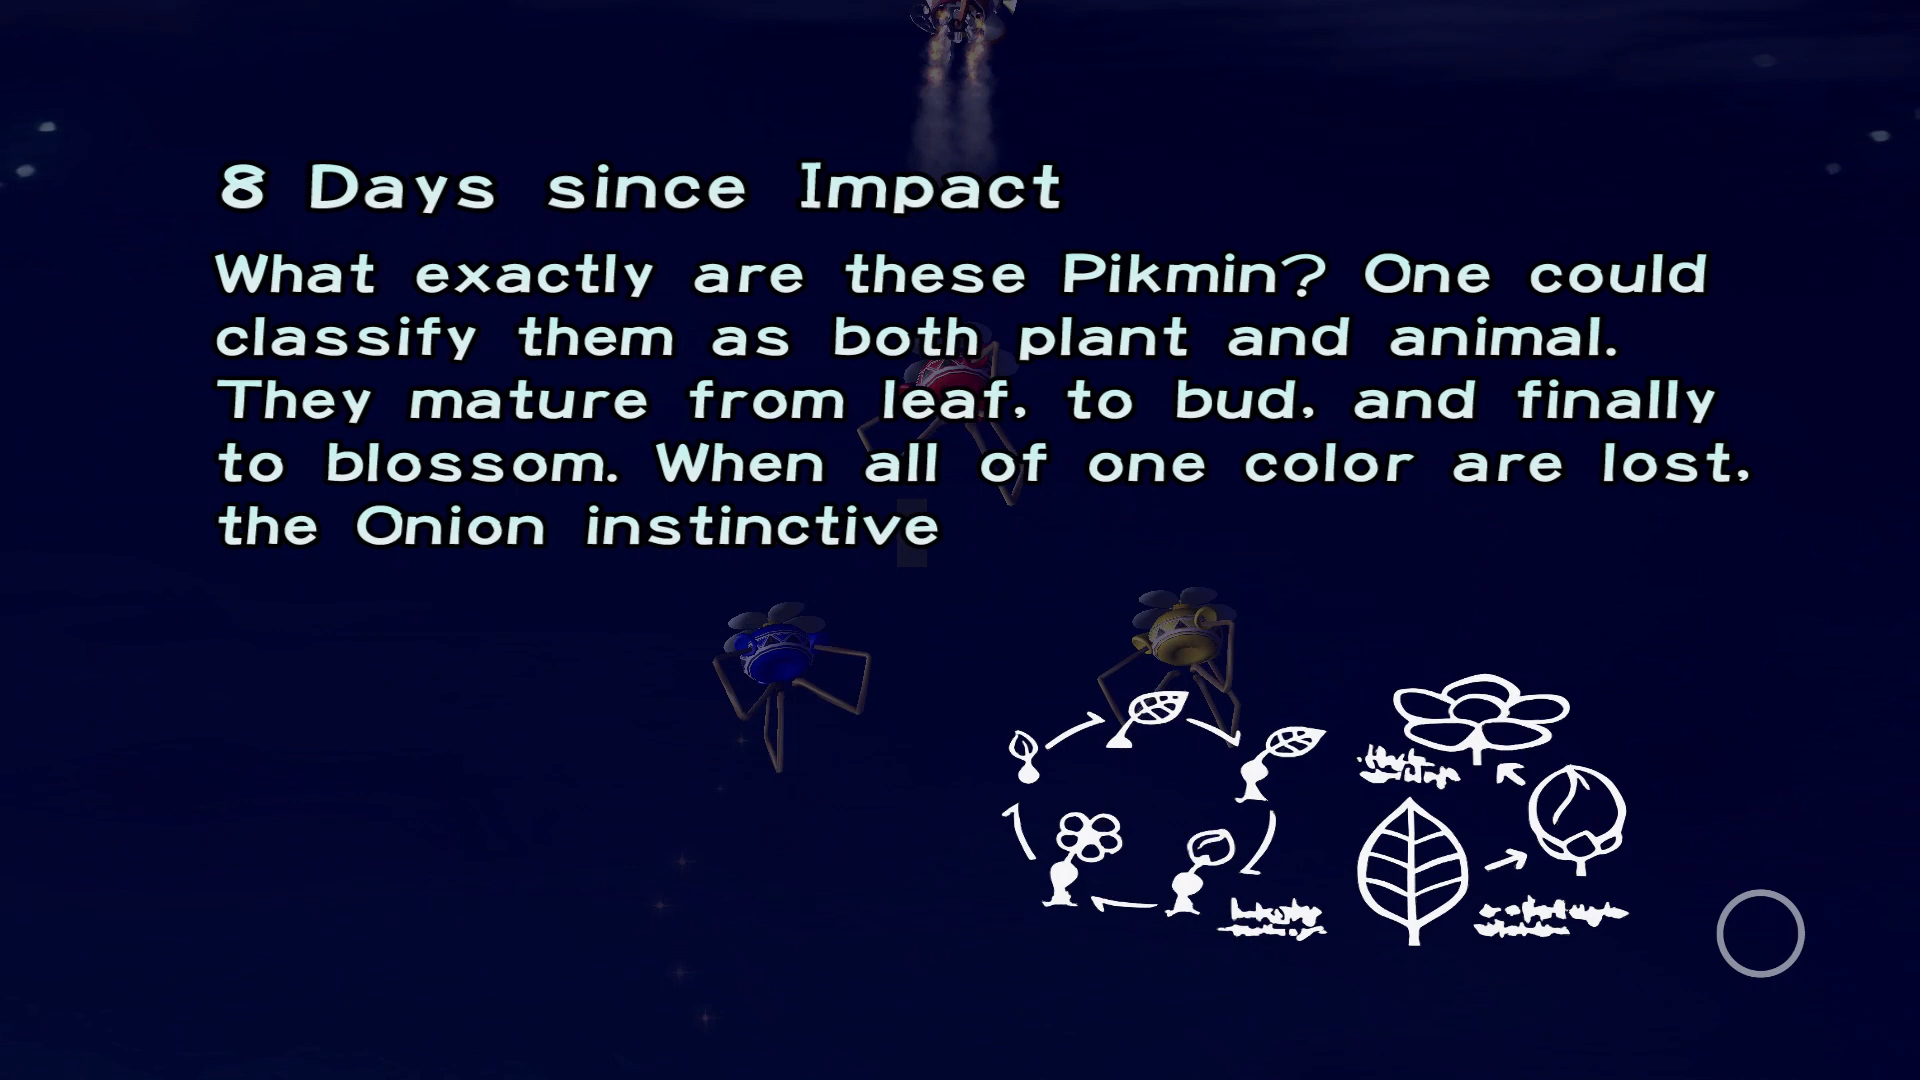 8 Days since Impact
What exactly are these Pikmin? One could
classify them as both plant and animal.
They mature from leaf, to bud, and finally
to blossom. When all of one color are lost,
the Onion instinctive